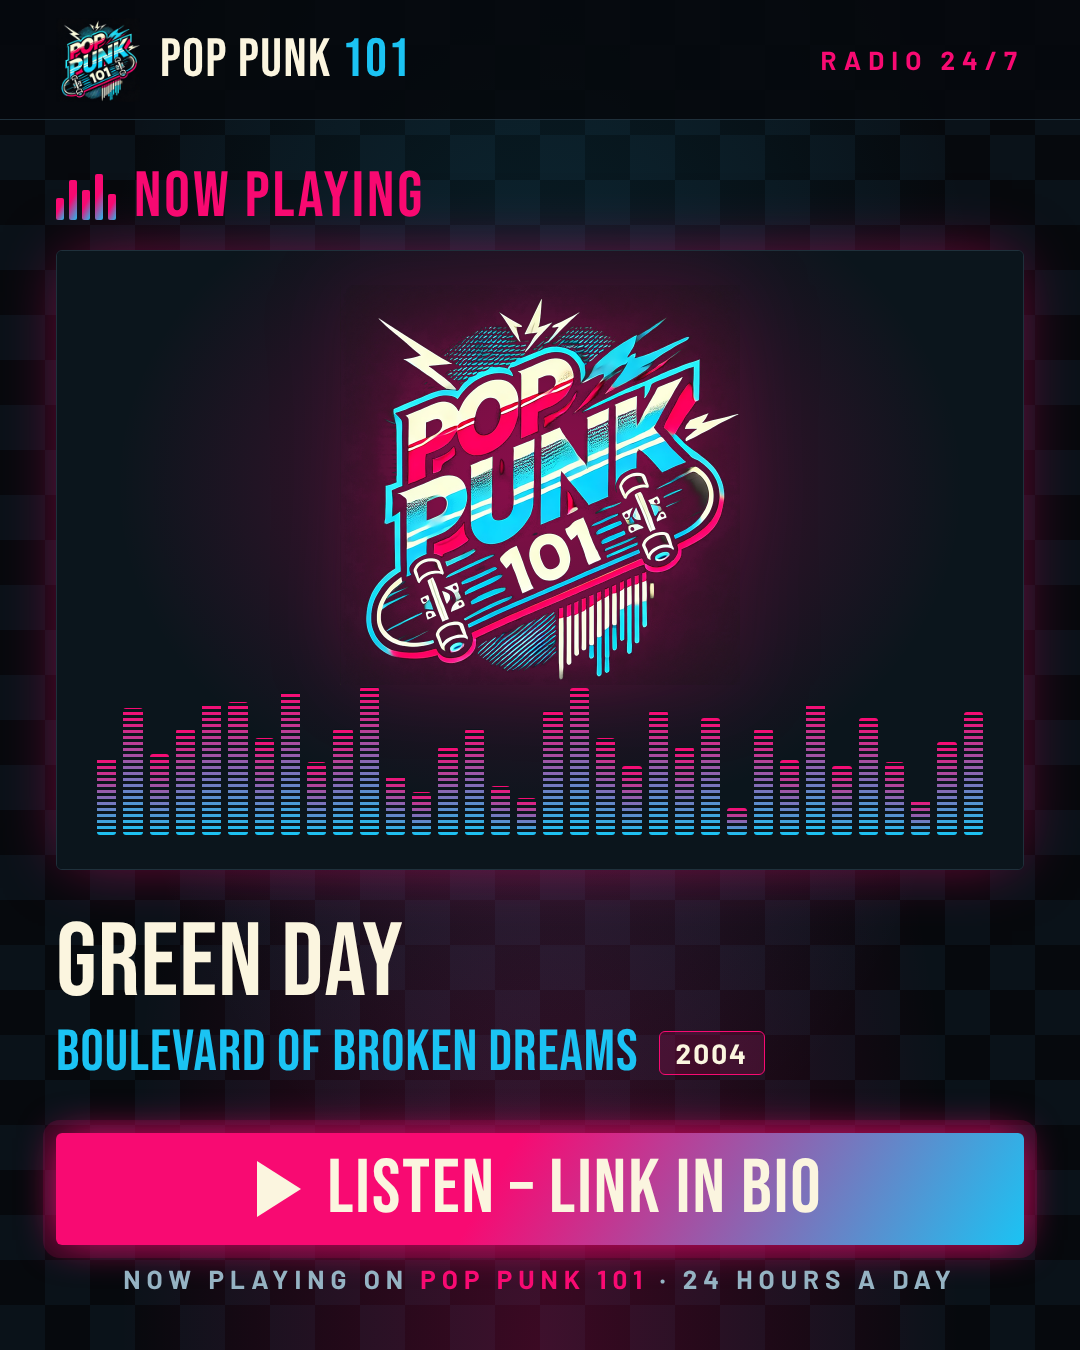 POP PUNK 101
POP PUNK 101
RADIO 24/7
NOW PLAYING
POP
PUNK
101
GREEN DAY
BOULEVARD OF BROKEN DREAMS 2004
LISTEN – LINK IN BIO
NOW PLAYING ON POP PUNK 101 · 24 HOURS A DAY